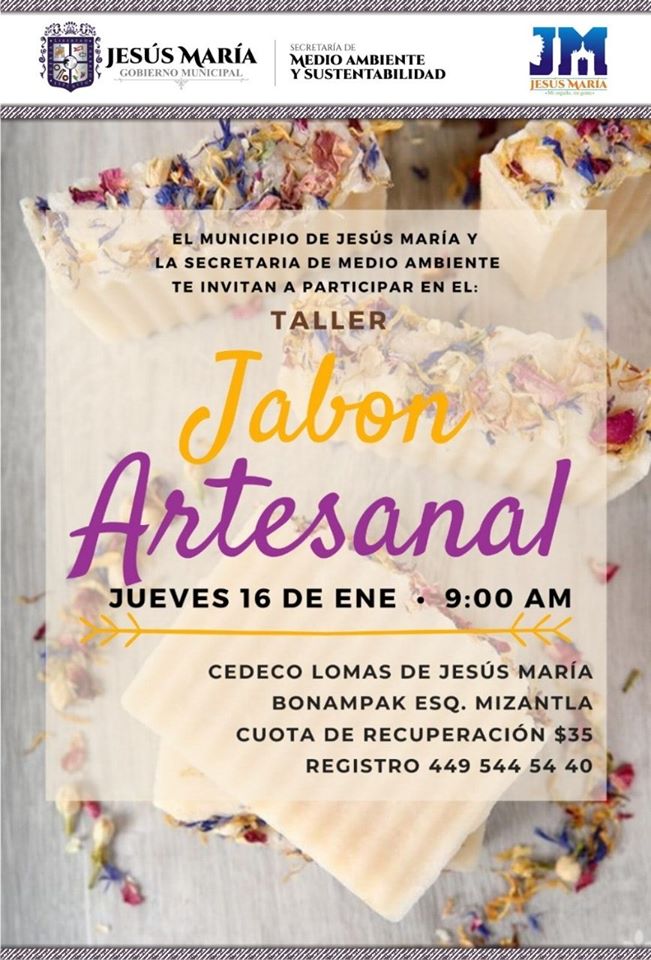 JESÚS MARÍA
GOBIERNO MUNICIPAL
SECRETARÍA DE
MEDIO AMBIENTE
Y SUSTENTABILIDAD
JM
JESÚS MARÍA
EL MUNICIPIO DE JESÚS MARÍA Y
LA SECRETARIA DE MEDIO AMBIENTE
TE INVITAN A PARTICIPAR EN EL:
TALLER
Jabon
Artesanal
JUEVES 16 DE ENE • 9:00 AM
CEDECO LOMAS DE JESÚS MARÍA
BONAMPAK ESQ. MIZANTLA
CUOTA DE RECUPERACIÓN $35
REGISTRO 449 544 54 40